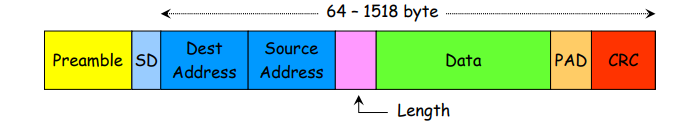 64 – 1518 byte
Preamble
SD
Dest
Address
Source
Address
Data
PAD
CRC
Length